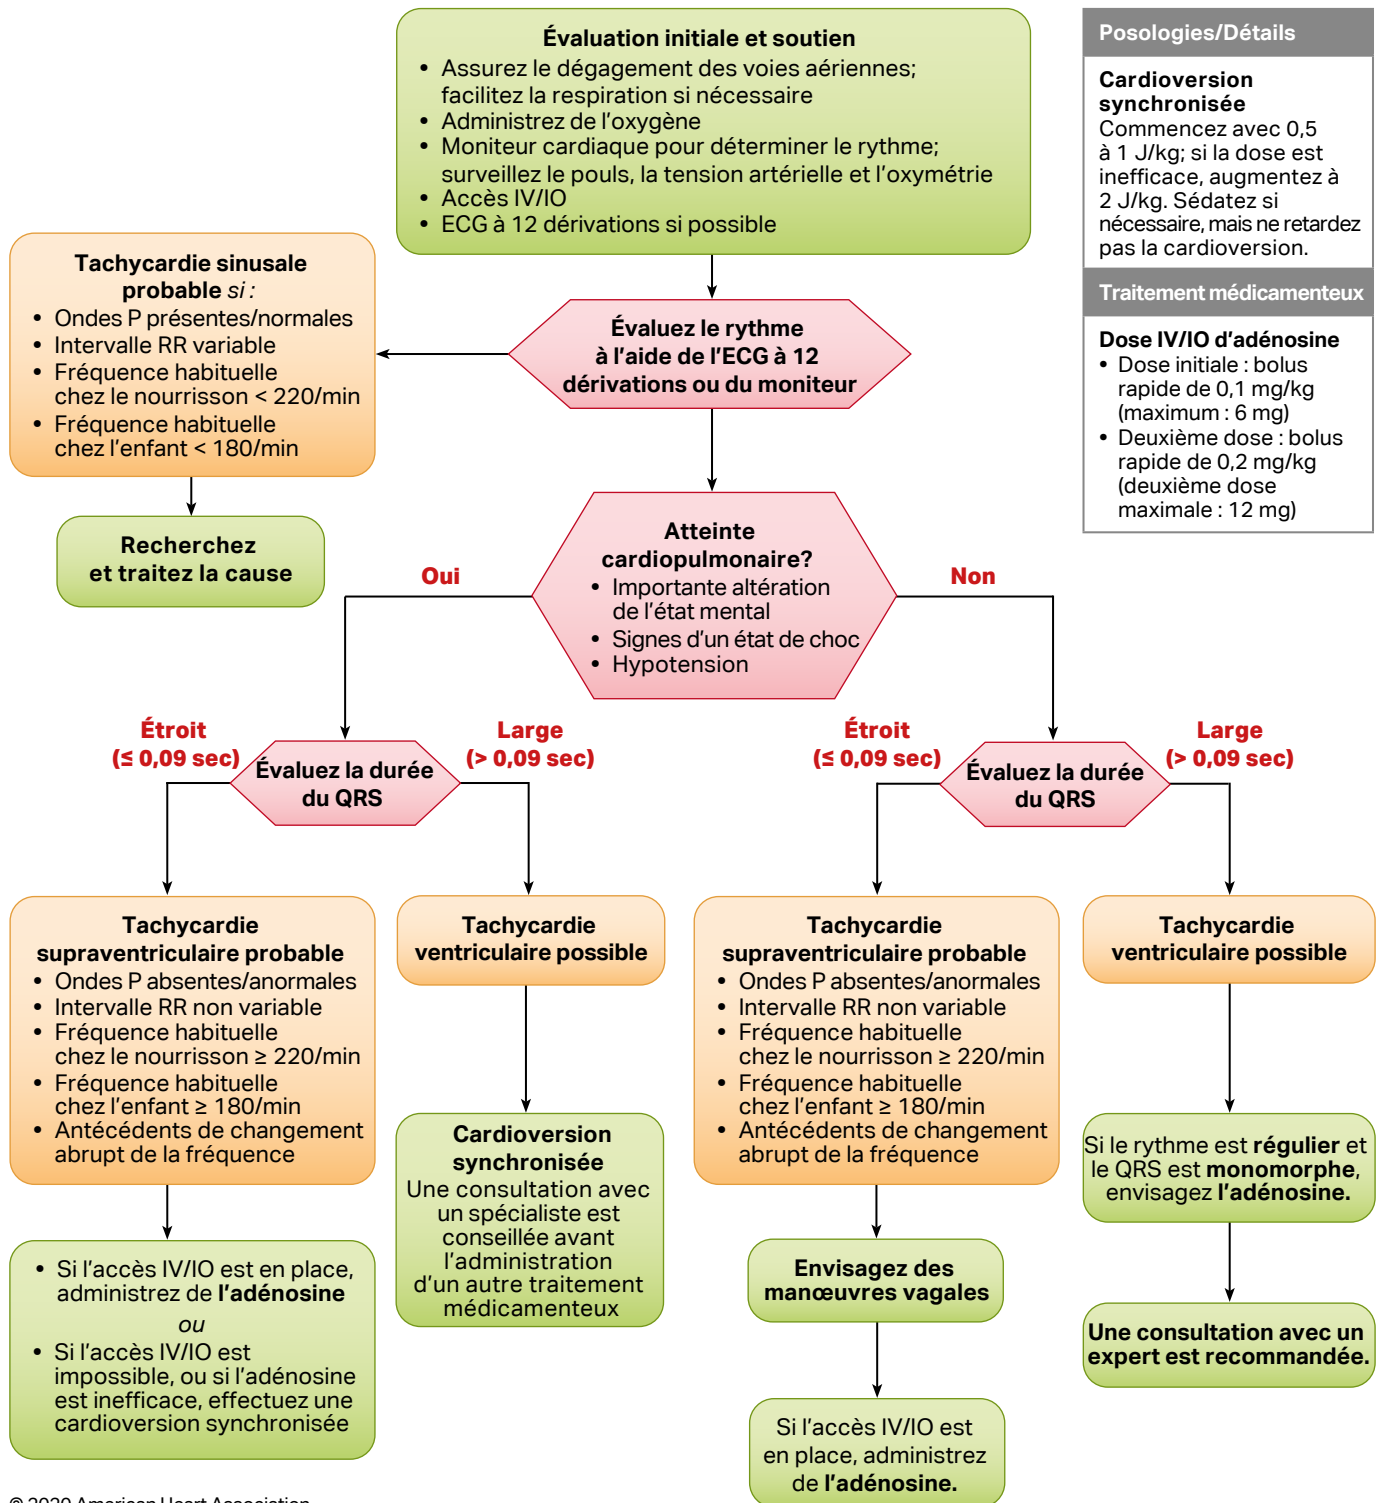 Évaluation initiale et soutien
• Assurez le dégagement des voies aériennes;
facilitez la respiration si nécessaire
• Administrez de l’oxygène
• Moniteur cardiaque pour déterminer le rythme;
surveillez le pouls, la tension artérielle et l’oxymétrie
• Accès IV/IO
• ECG à 12 dérivations si possible
Posologies/Détails
Cardioversion
synchronisée
Commencez avec 0,5
à 1 J/kg; si la dose est
inefficace, augmentez à
2 J/kg. Sédatez si
nécessaire, mais ne retardez
pas la cardioversion.
Traitement médicamenteux
Dose IV/IO d’adénosine
• Dose initiale : bolus
rapide de 0,1 mg/kg
(maximum : 6 mg)
• Deuxième dose : bolus
rapide de 0,2 mg/kg
(deuxième dose
maximale : 12 mg)
Tachycardie sinusale
probable si :
• Ondes P présentes/normales
• Intervalle RR variable
• Fréquence habituelle
chez le nourrisson < 220/min
• Fréquence habituelle
chez l’enfant < 180/min
Évaluez le rythme
à l’aide de l’ECG à 12
dérivations ou du moniteur
Recherchez
et traitez la cause
Atteinte
cardiopulmonaire?
• Importante altération
de l’état mental
• Signes d’un état de choc
• Hypotension
Oui
Non
Étroit
(≤ 0,09 sec)
Évaluez la durée
du QRS
Large
(> 0,09 sec)
Étroit
(≤ 0,09 sec)
Évaluez la durée
du QRS
Large
(> 0,09 sec)
Tachycardie
supraventriculaire probable
• Ondes P absentes/anormales
• Intervalle RR non variable
• Fréquence habituelle
chez le nourrisson ≥ 220/min
• Fréquence habituelle
chez l’enfant ≥ 180/min
• Antécédents de changement
abrupt de la fréquence
Tachycardie
ventriculaire possible
Tachycardie
supraventriculaire probable
• Ondes P absentes/anormales
• Intervalle RR non variable
• Fréquence habituelle
chez le nourrisson ≥ 220/min
• Fréquence habituelle
chez l’enfant ≥ 180/min
• Antécédents de changement
abrupt de la fréquence
Tachycardie
ventriculaire possible
• Si l’accès IV/IO est en place,
administrez de l’adénosine
ou
• Si l’accès IV/IO est
impossible, ou si l’adénosine
est inefficace, effectuez une
cardioversion synchronisée
Cardioversion
synchronisée
Une consultation avec
un spécialiste est
conseillée avant
l’administration
d’un autre traitement
médicamenteux
Envisagez des
manœuvres vagales
Si l’accès IV/IO est
en place, administrez
de l’adénosine.
Si le rythme est régulier et
le QRS est monomorphe,
envisagez l’adénosine.
Une consultation avec un
expert est recommandée.
© 2020 American Heart Association